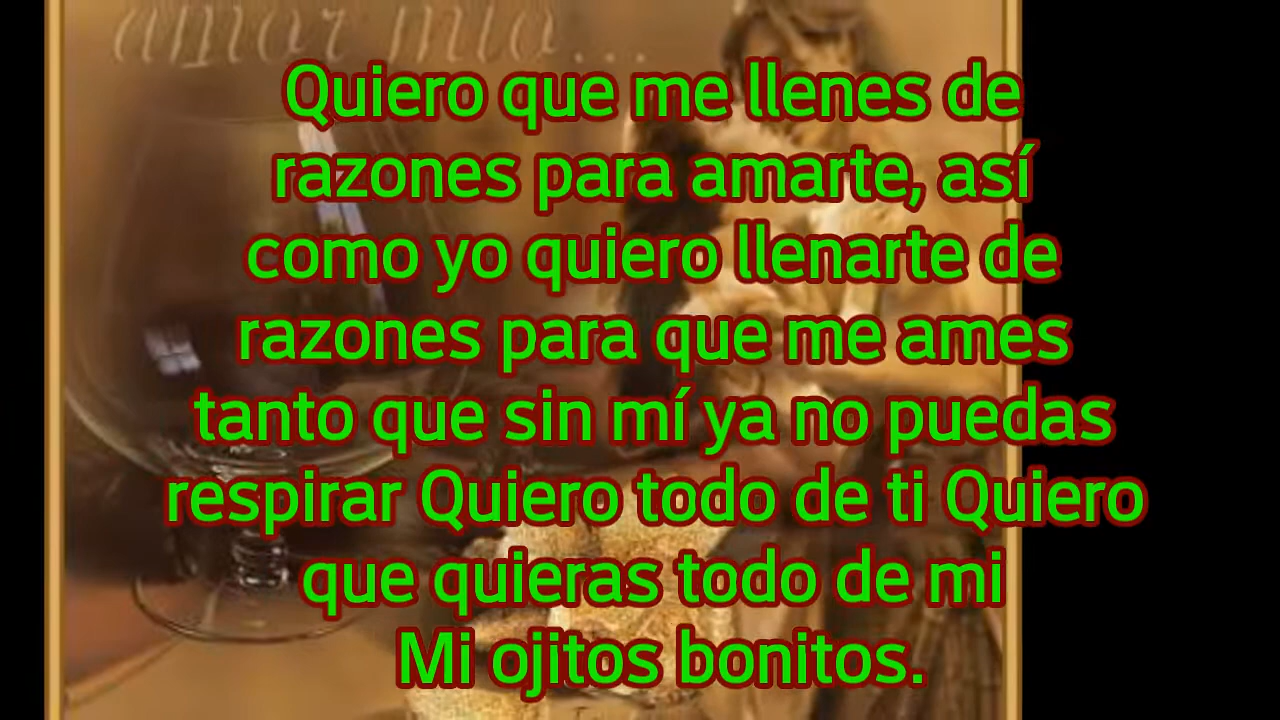 amor mío...
Quiero que me llenes de
razones para amarte, así
como yo quiero llenarte de
razones para que me ames
tanto que sin mí ya no puedas
respirar Quiero todo de ti Quiero
que quieras todo de mi
Mi ojitos bonitos.